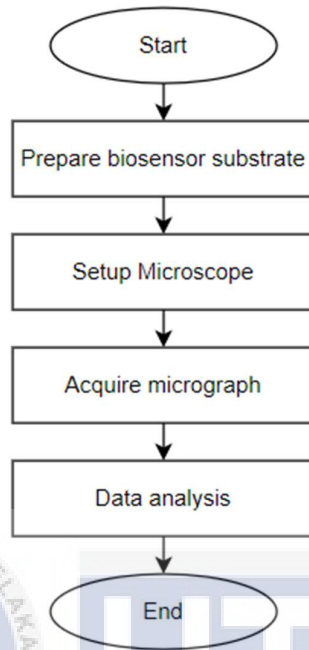 Start
Prepare biosensor substrate
Setup Microscope
Acquire micrograph
Data analysis
End